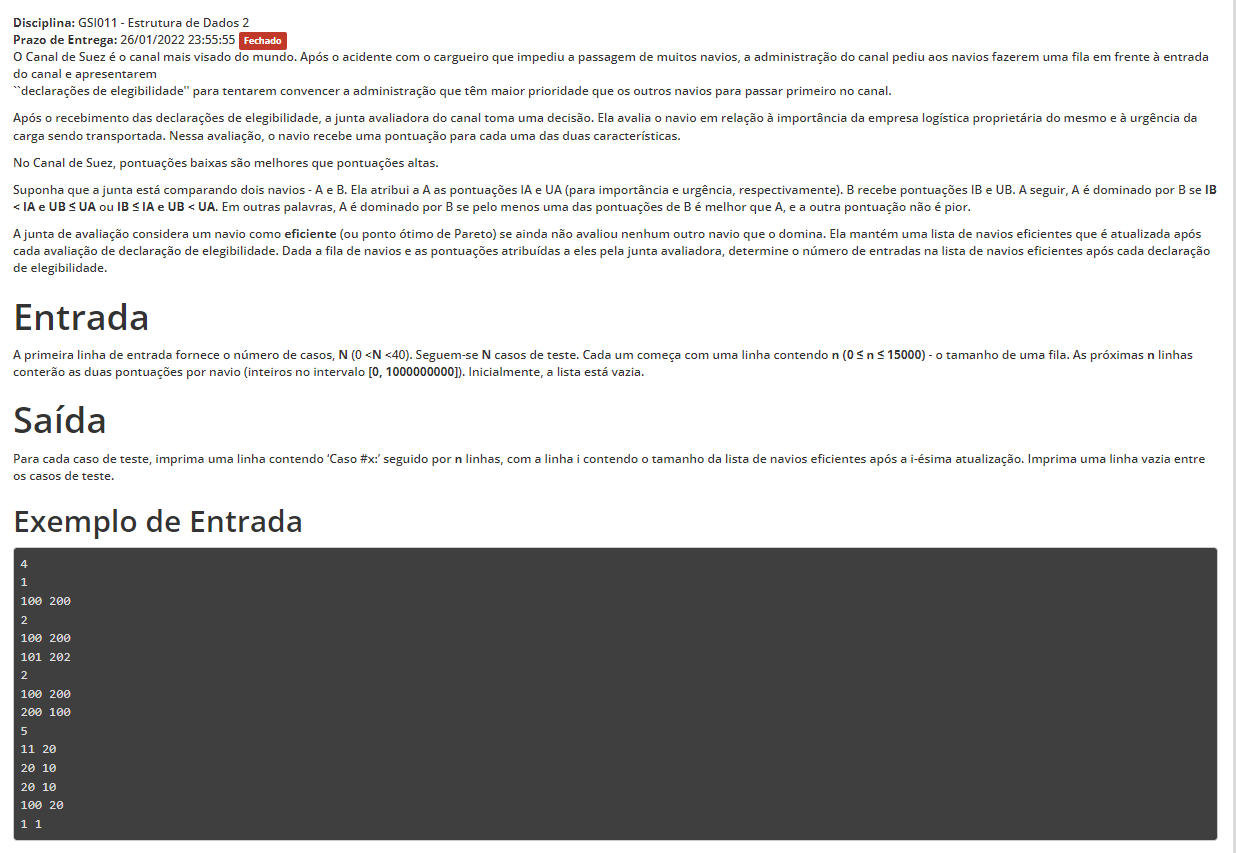 Disciplina: GSI011 - Estrutura de Dados 2
Prazo de Entrega: 26/01/2022 23:55:55 Fechado
O Canal de Suez é o canal mais visado do mundo. Após o acidente com o cargueiro que impediu a passagem de muitos navios, a administração do canal pediu aos navios fazerem uma fila em frente à entrada
do canal e apresentarem
``declarações de elegibilidade'' para tentarem convencer a administração que têm maior prioridade que os outros navios para passar primeiro no canal.
Após o recebimento das declarações de elegibilidade, a junta avaliadora do canal toma uma decisão. Ela avalia o navio em relação à importância da empresa logística proprietária do mesmo e à urgência da
carga sendo transportada. Nessa avaliação, o navio recebe uma pontuação para cada uma das duas características.
No Canal de Suez, pontuações baixas são melhores que pontuações altas.
Suponha que a junta está comparando dois navios - A e B. Ela atribui a A as pontuações IA e UA (para importância e urgência, respectivamente). B recebe pontuações IB e UB. A seguir, A é dominado por B se IB
< IA e UB ≤ UA ou IB ≤ IA e UB < UA. Em outras palavras, A é dominado por B se pelo menos uma das pontuações de B é melhor que A, e a outra pontuação não é pior.
A junta de avaliação considera um navio como eficiente (ou ponto ótimo de Pareto) se ainda não avaliou nenhum outro navio que o domina. Ela mantém uma lista de navios eficientes que é atualizada após
cada avaliação de declaração de elegibilidade. Dada a fila de navios e as pontuações atribuídas a eles pela junta avaliadora, determine o número de entradas na lista de navios eficientes após cada declaração
de elegibilidade.
Entrada
A primeira linha de entrada fornece o número de casos, N (0 <N <40). Seguem-se N casos de teste. Cada um começa com uma linha contendo n (0 ≤ n ≤ 15000) - o tamanho de uma fila. As próximas n linhas
conterão as duas pontuações por navio (inteiros no intervalo [0, 1000000000]). Inicialmente, a lista está vazia.
Saída
Para cada caso de teste, imprima uma linha contendo ‘Caso #x:’ seguido por n linhas, com a linha i contendo o tamanho da lista de navios eficientes após a i-ésima atualização. Imprima uma linha vazia entre
os casos de teste.
Exemplo de Entrada
4
1
100 200
2
100 200
101 202
2
100 200
200 100
5
11 20
20 10
20 10
100 20
1 1